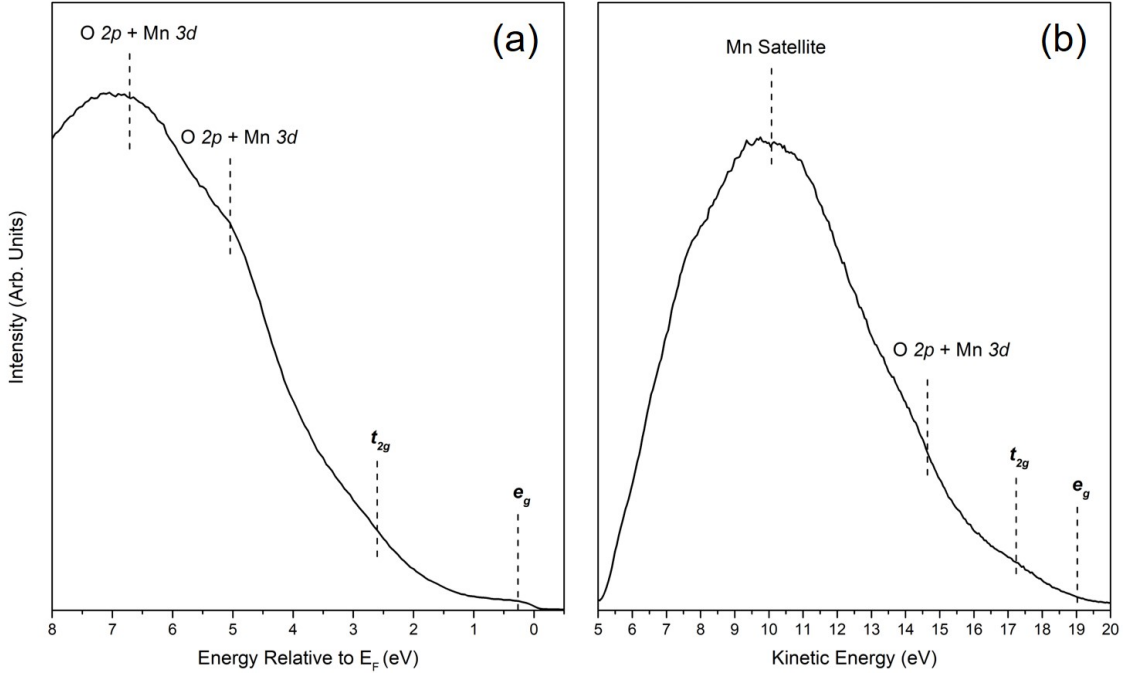 (a)
O 2p + Mn 3d
O 2p + Mn 3d
t2g
eg
Intensity (Arb. Units)
8 7 6 5 4 3 2 1 0
Energy Relative to EF (eV)
(b)
Mn Satellite
O 2p + Mn 3d
t2g
eg
5 6 7 8 9 10 11 12 13 14 15 16 17 18 19 20
Kinetic Energy (eV)